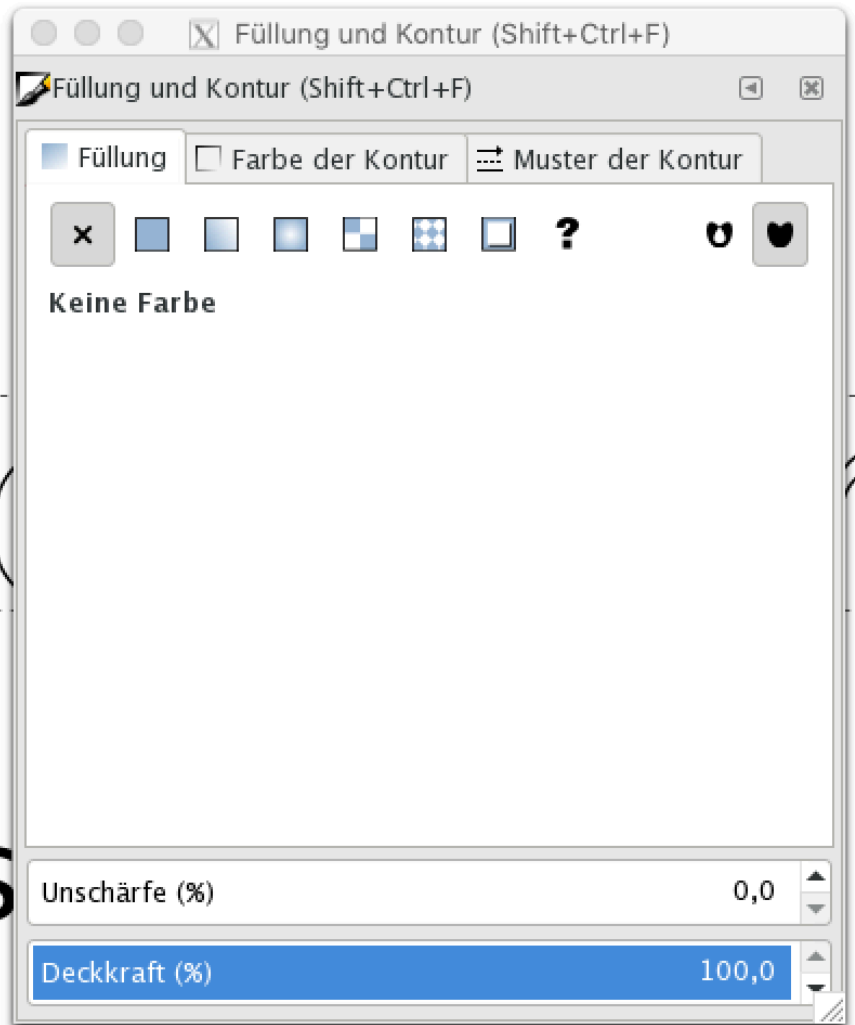 Füllung und Kontur (Shift+Ctrl+F)
Füllung und Kontur (Shift+Ctrl+F)
Füllung Farbe der Kontur Muster der Kontur
?
Keine Farbe
Unschärfe (%) 0,0
Deckkraft (%) 100,0